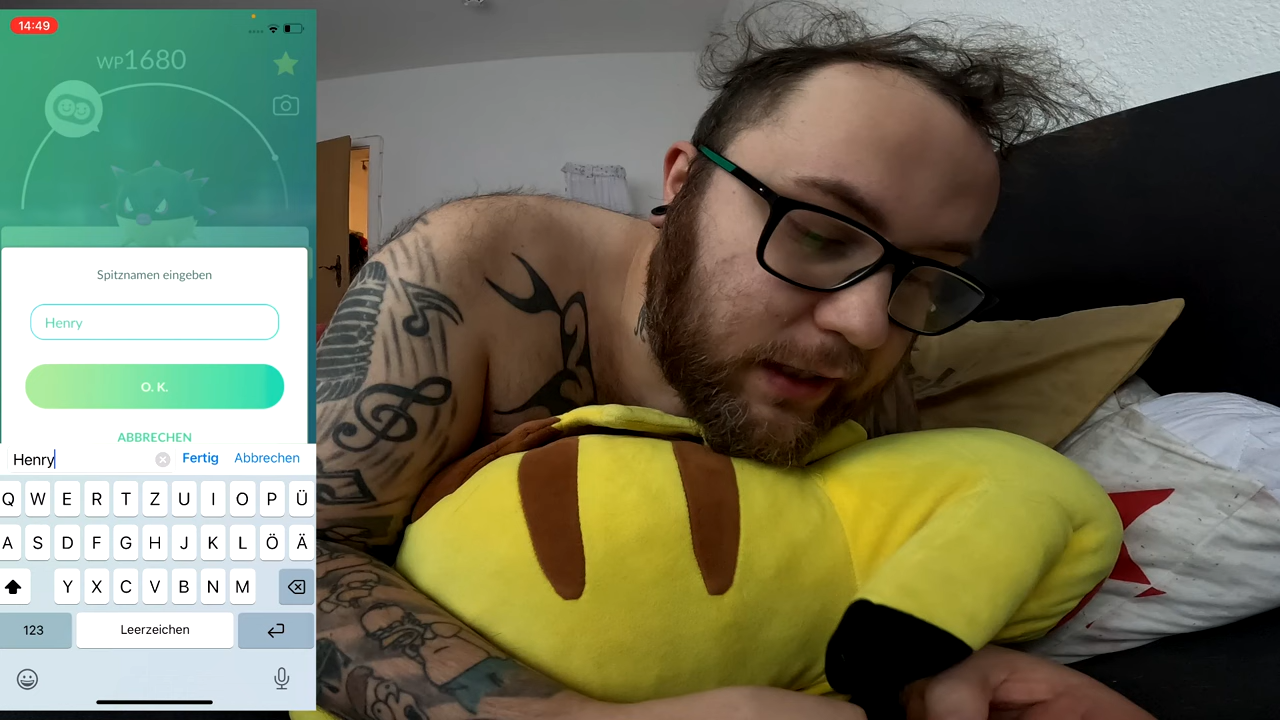 14:49
WP1680
Spitznamen eingeben
Henry
O. K.
ABBRECHEN
Henry Fertig Abbrechen
Q W E R T Z U I O P Ü
A S D F G H J K L Ö Ä
Y X C V B N M
123 Leerzeichen